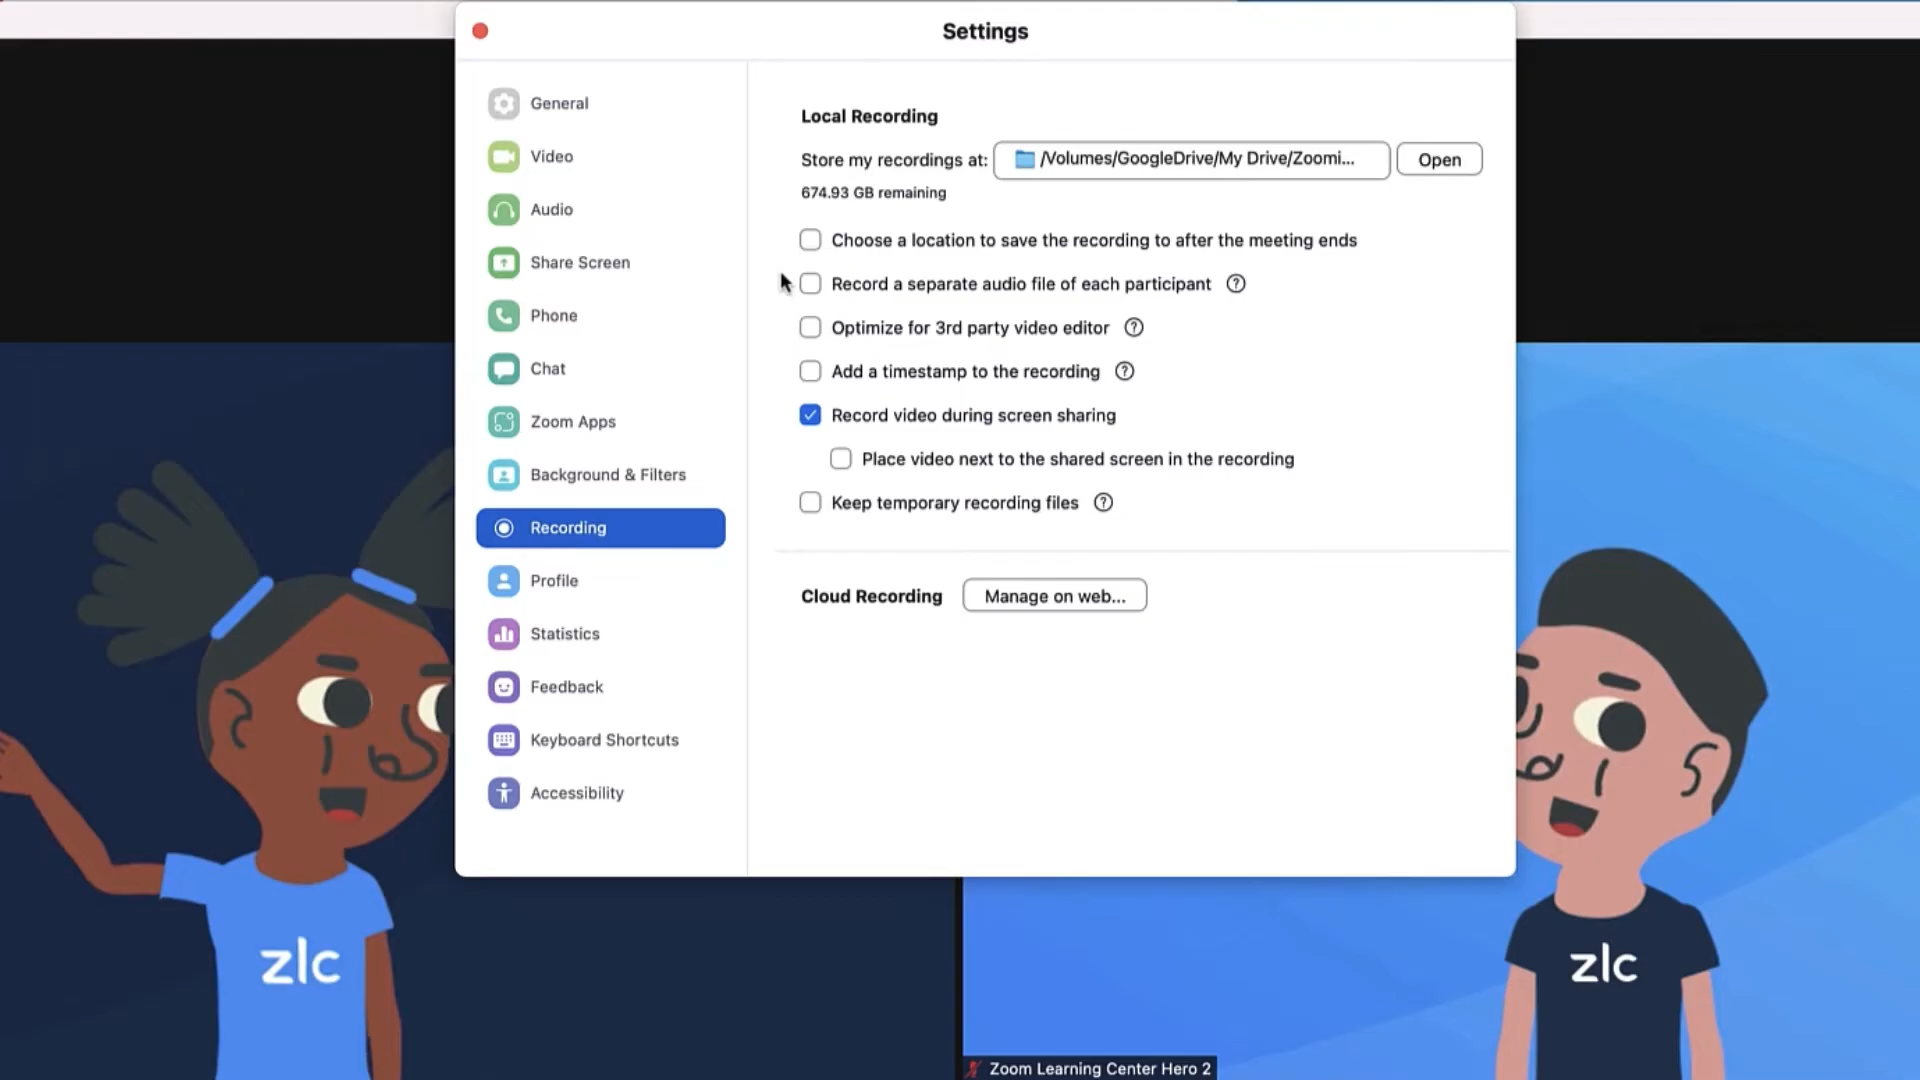 Settings
General
Video
Audio
Share Screen
Phone
Chat
Zoom Apps
Background & Filters
Recording
Profile
Statistics
Feedback
Keyboard Shortcuts
Accessibility
Local Recording
Store my recordings at: /Volumes/GoogleDrive/My Drive/Zoomi... Open
674.93 GB remaining
Choose a location to save the recording to after the meeting ends
Record a separate audio file of each participant ?
Optimize for 3rd party video editor ?
Add a timestamp to the recording ?
Record video during screen sharing
Place video next to the shared screen in the recording
Keep temporary recording files ?
Cloud Recording Manage on web...
zlc
zlc
Zoom Learning Center Hero 2